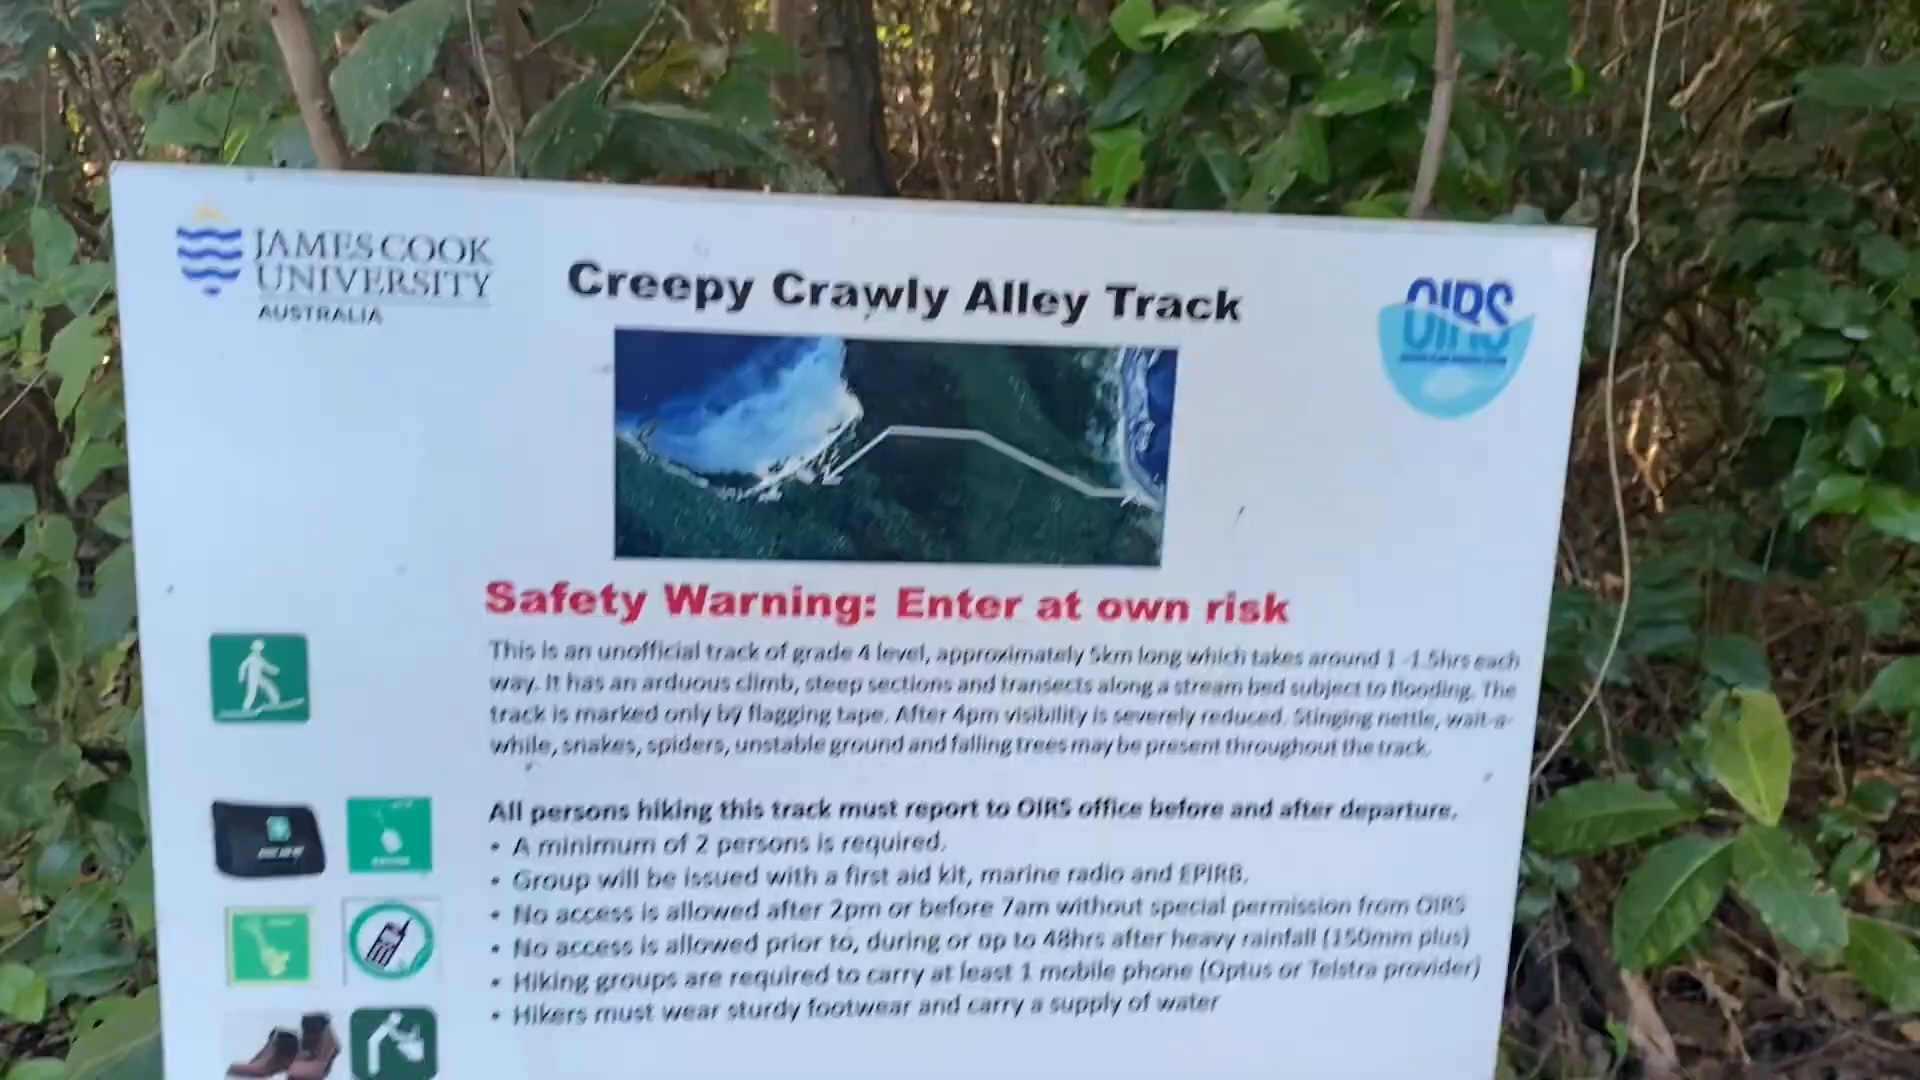 JAMES COOK
UNIVERSITY
AUSTRALIA
Creepy Crawly Alley Track
OIRS
Safety Warning: Enter at own risk
This is an unofficial track of grade 4 level, approximately 5km long which takes around 1 -1.5hrs each
way. It has an arduous climb, steep sections and transects along a stream bed subject to flooding. The
track is marked only by flagging tape. After 4pm visibility is severely reduced. Stinging nettle, wait-a-
while, snakes, spiders, unstable ground and falling trees may be present throughout the track.
All persons hiking this track must report to OIRS office before and after departure.
• A minimum of 2 persons is required.
• Group will be issued with a first aid kit, marine radio and EPIRB.
• No access is allowed after 2pm or before 7am without special permission from OIRS
• No access is allowed prior to, during or up to 48hrs after heavy rainfall (150mm plus)
• Hiking groups are required to carry at least 1 mobile phone (Optus or Telstra provider)
• Hikers must wear sturdy footwear and carry a supply of water